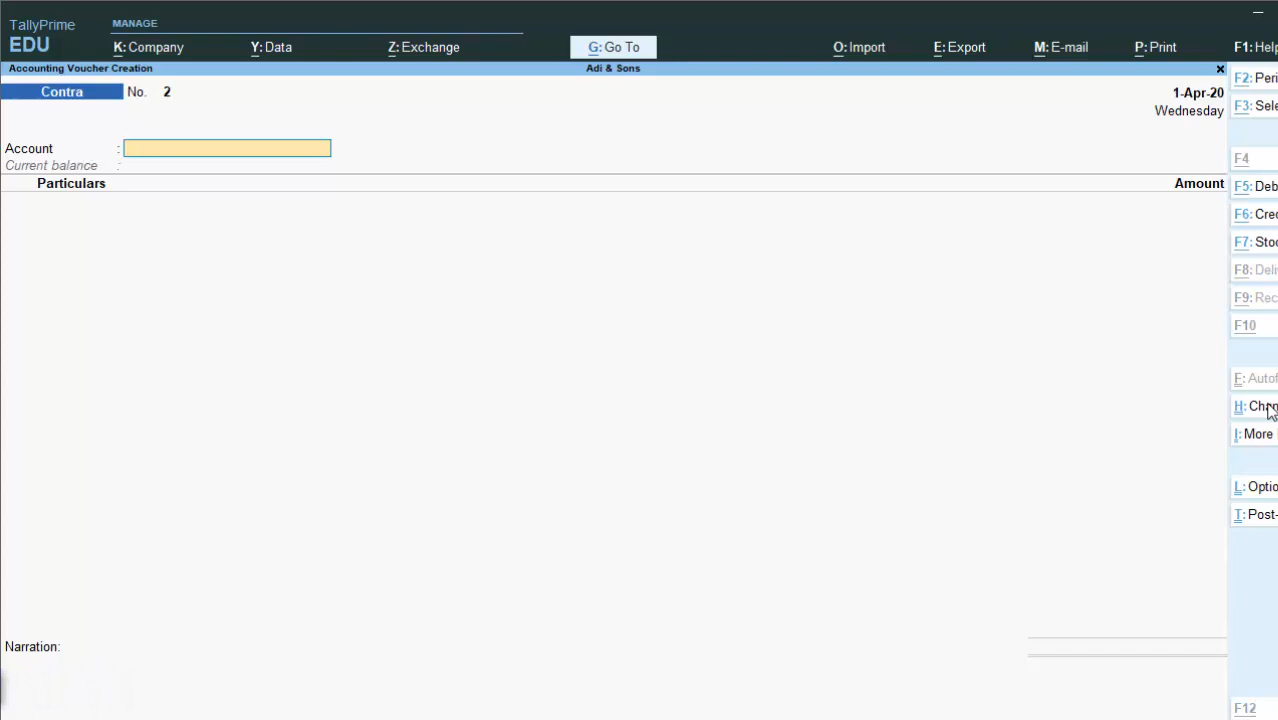 TallyPrime MANAGE
EDU K: Company Y: Data Z: Exchange G: Go To O: Import E: Export M: E-mail P: Print F1: Help
Accounting Voucher Creation Adi & Sons ×
Contra No. 2 1-Apr-20
Wednesday
Account :
Current balance :
Particulars Amount
F2: Peri
F3: Sele
F4
F5: Deb
F6: Cred
F7: Stoc
F8: Deli
F9: Rec
F10
F: Autof
H: Chan
I: More
L: Optio
T: Post-
Narration:
F12